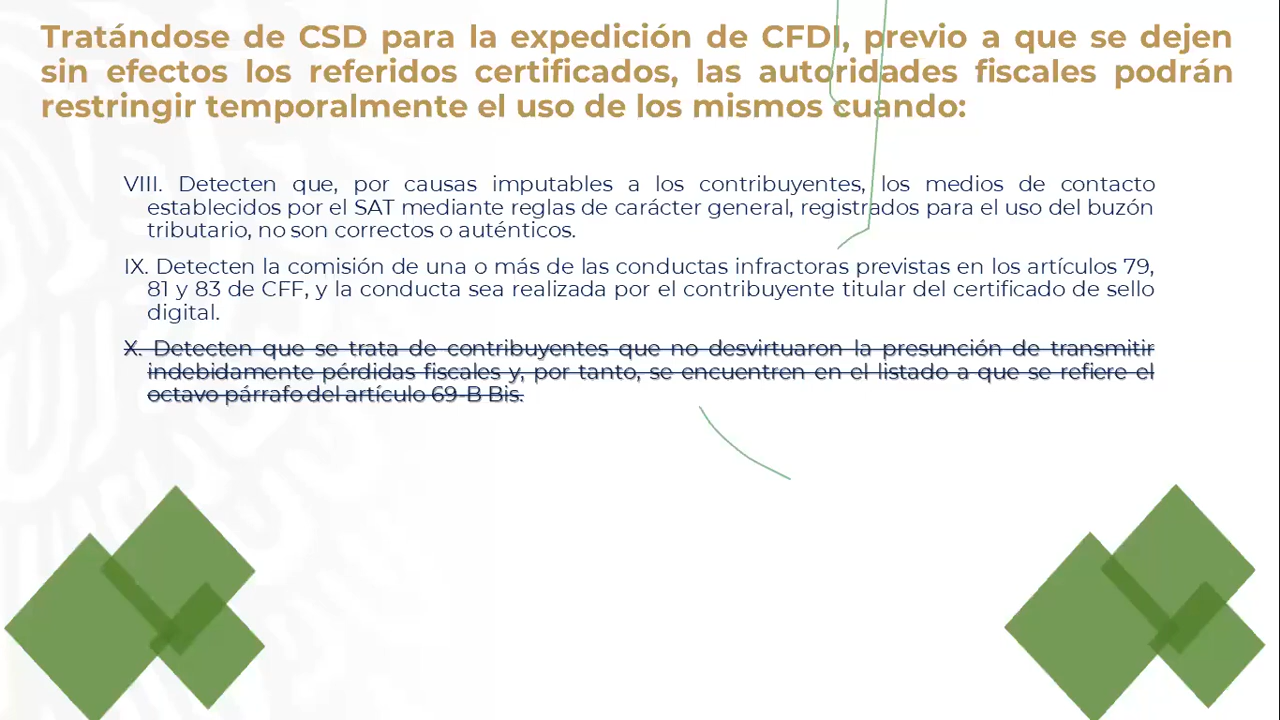 Tratándose de CSD para la expedición de CFDI, previo a que se dejen
sin efectos los referidos certificados, las autoridades fiscales podrán
restringir temporalmente el uso de los mismos cuando:
VIII. Detecten que, por causas imputables a los contribuyentes, los medios de contacto
establecidos por el SAT mediante reglas de carácter general, registrados para el uso del buzón
tributario, no son correctos o auténticos.
IX. Detecten la comisión de una o más de las conductas infractoras previstas en los artículos 79,
81 y 83 de CFF, y la conducta sea realizada por el contribuyente titular del certificado de sello
digital.
X. Detecten que se trata de contribuyentes que no desvirtuaron la presunción de transmitir
indebidamente pérdidas fiscales y, por tanto, se encuentren en el listado a que se refiere el
octavo párrafo del artículo 69-B Bis.